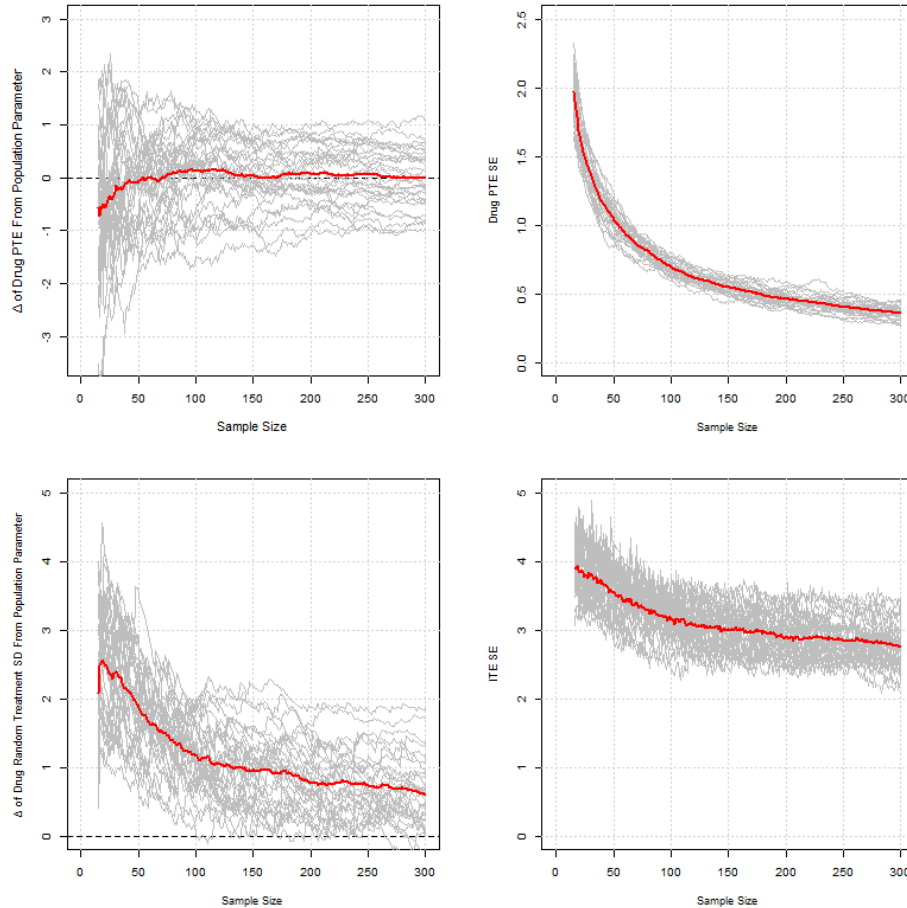 Δ of Drug PTE From Population Parameter
3
2
1
0
-1
-2
-3
0 50 100 150 200 250 300
Sample Size
Drug PTE SE
2.5
2.0
1.5
1.0
0.5
0.0
0 50 100 150 200 250 300
Sample Size
Δ of Drug Random Treatment SD From Population Parameter
5
4
3
2
1
0
0 50 100 150 200 250 300
Sample Size
ITE SE
5
4
3
2
1
0
0 50 100 150 200 250 300
Sample Size